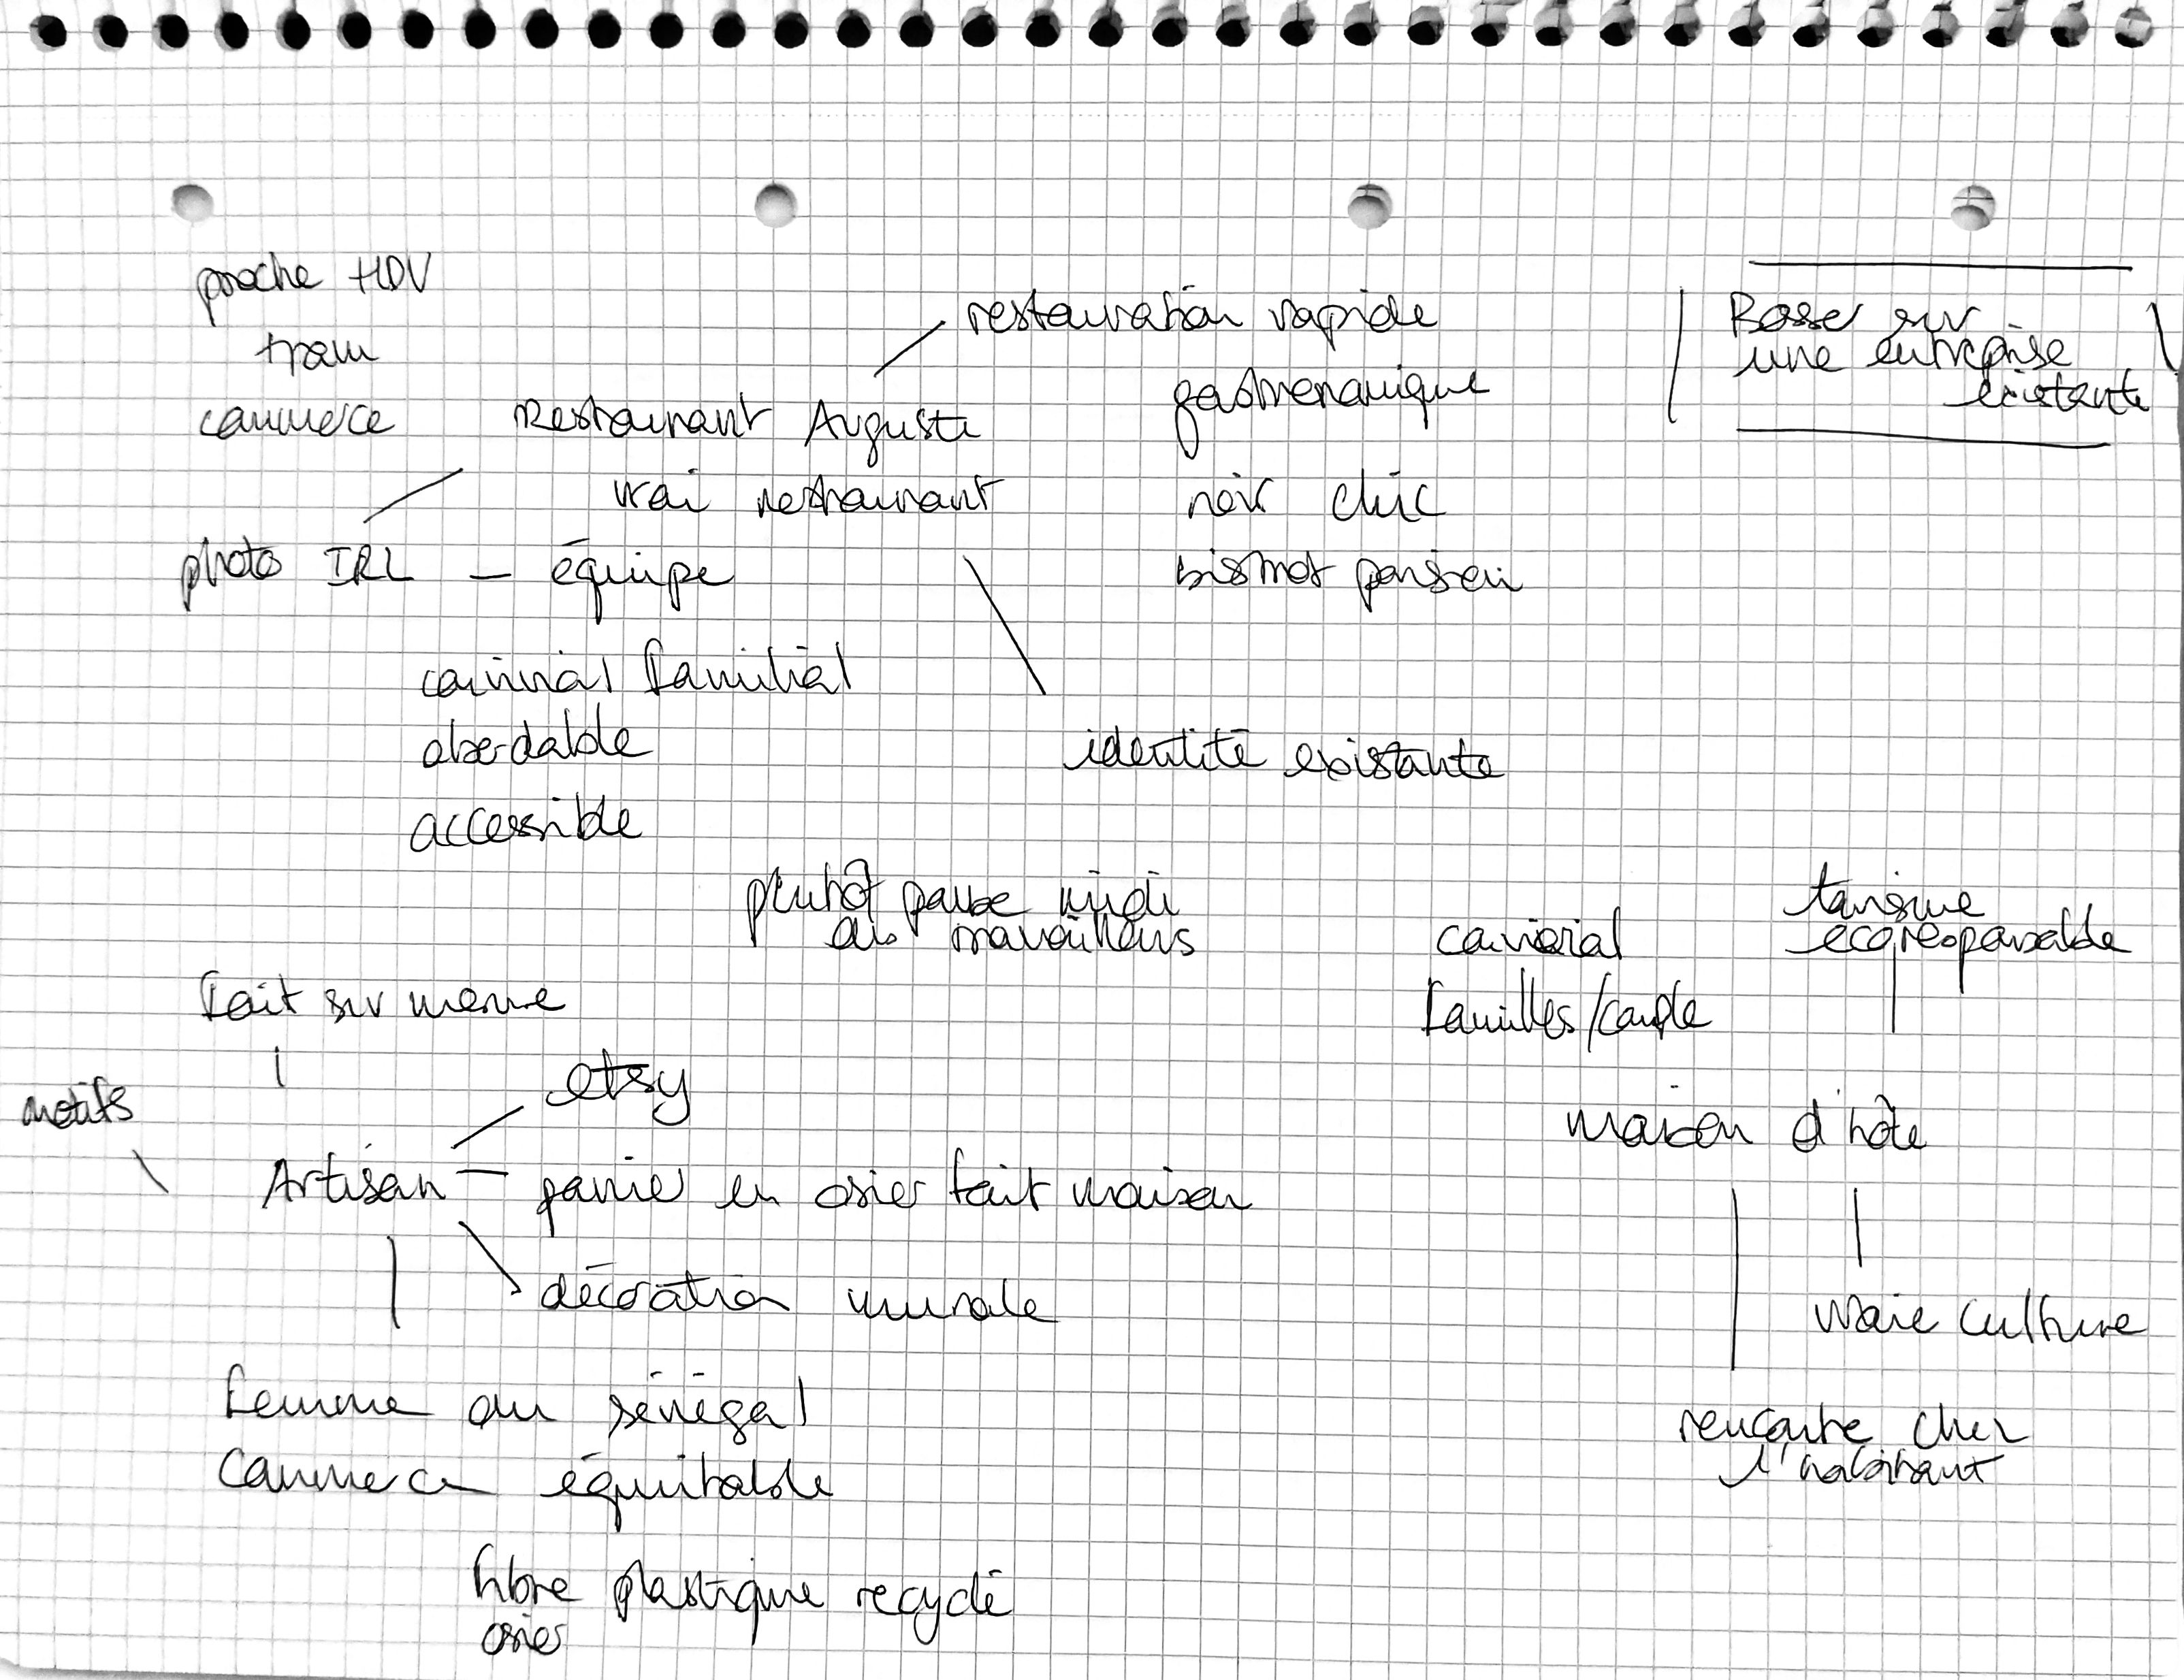 proche HDV
tram
commerce
restauration rapide
gastronomique
Restaurant Auguste
vrai restaurant
noir chic
bistrot parisien
photo IRL — équipe
convivial familial
abordable
accessible
identité existante
Basé sur
une entreprise
existante
plutôt pause midi
des travailleurs
convivial
familles/couple
tourisme
ecoresponsable
fait sur mesure
motifs
etsy
Artisan — panier en osier fait maison
décoration murale
femme au sénégal
commerce équitable
fibre plastique recyclé
osier
maison d'hôte
vraie culture
rencontre chez
l'habitant